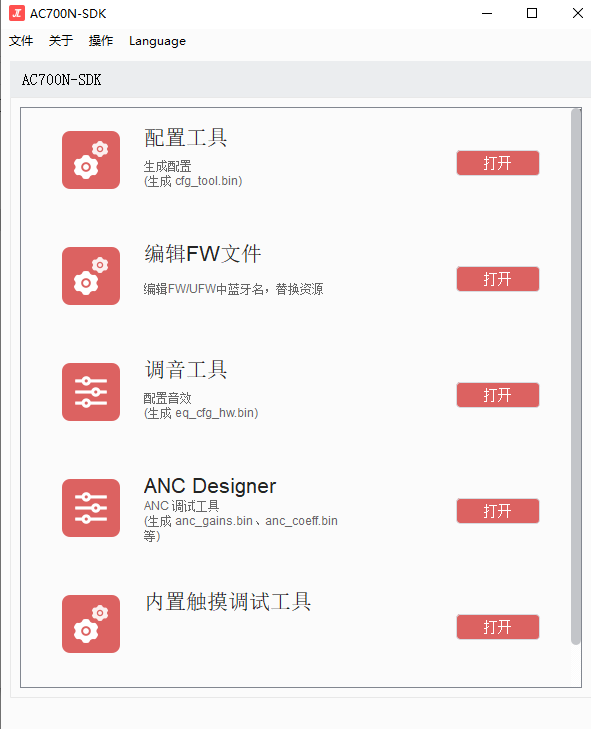 AC700N-SDK
文件 关于 操作 Language
AC700N-SDK
配置工具
生成配置
(生成 cfg_tool.bin)
打开
编辑FW文件
编辑FW/UFW中蓝牙名，替换资源
打开
调音工具
配置音效
(生成 eq_cfg_hw.bin)
打开
ANC Designer
ANC 调试工具
(生成 anc_gains.bin、anc_coeff.bin
等)
打开
内置触摸调试工具
打开